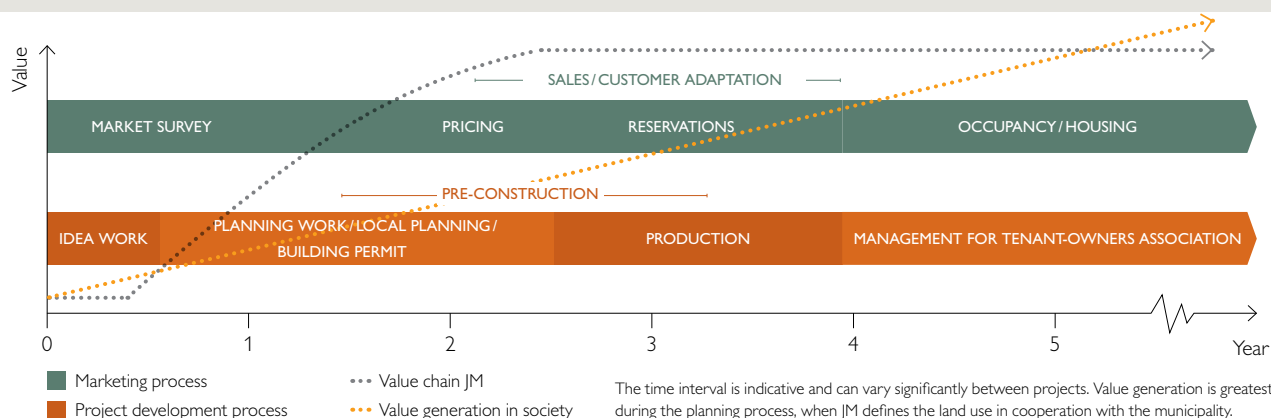 Value
SALES/CUSTOMER ADAPTATION
MARKET SURVEY
PRICING
RESERVATIONS
OCCUPANCY/HOUSING
PRE-CONSTRUCTION
IDEA WORK
PLANNING WORK/LOCAL PLANNING/
BUILDING PERMIT
PRODUCTION
MANAGEMENT FOR TENANT-OWNERS ASSOCIATION
0 1 2 3 4 5 Year
Marketing process
Project development process
Value chain JM
Value generation in society
The time interval is indicative and can vary significantly between projects. Value generation is greatest
during the planning process, when JM defines the land use in cooperation with the municipality.